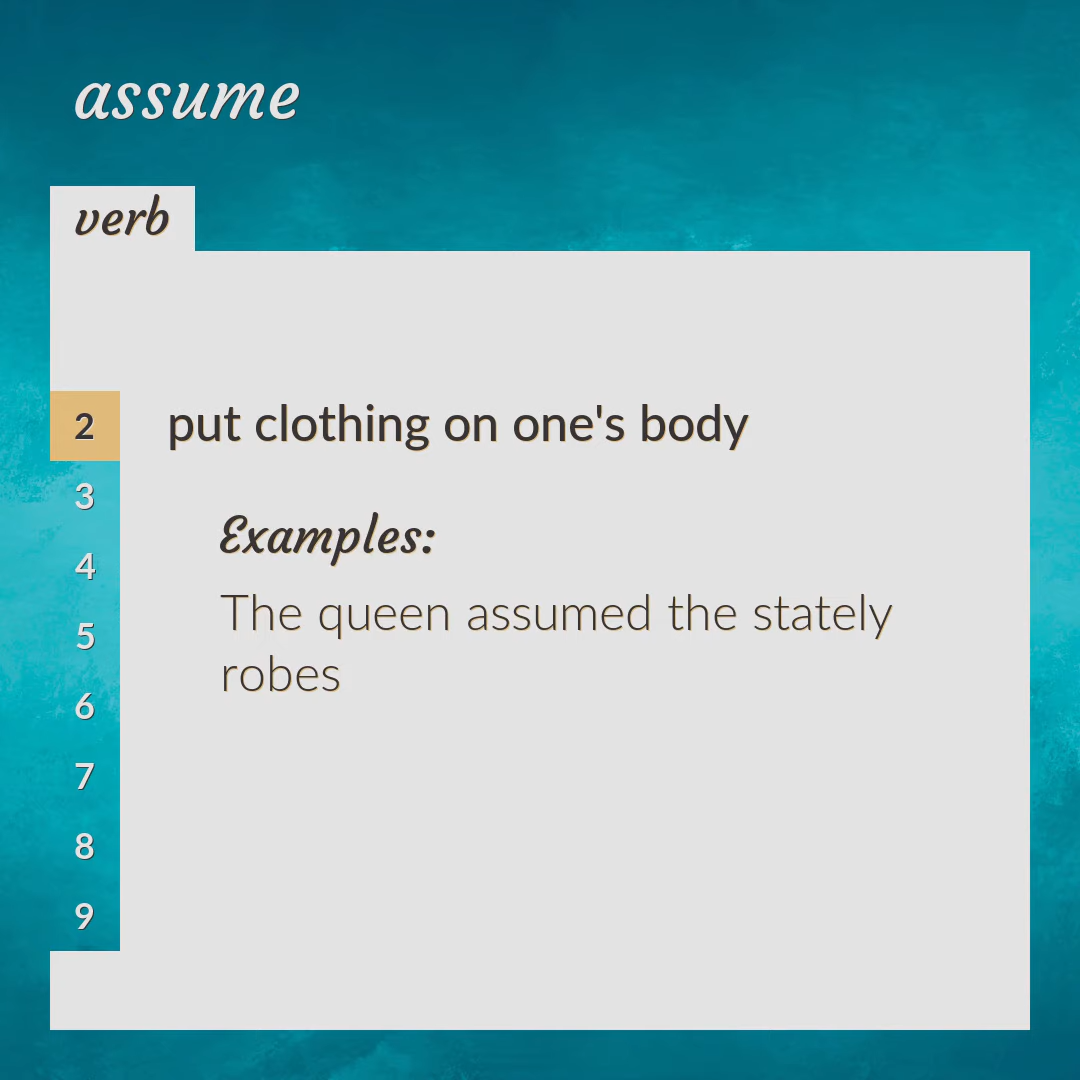 assume
verb
2 put clothing on one's body
3
Examples:
4
The queen assumed the stately
5
robes
6
7
8
9